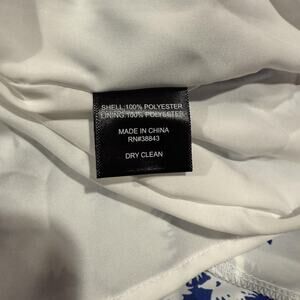 SHELL:100% POLYESTER
LINING:100% POLYESTER
MADE IN CHINA
RN#38843
DRY CLEAN